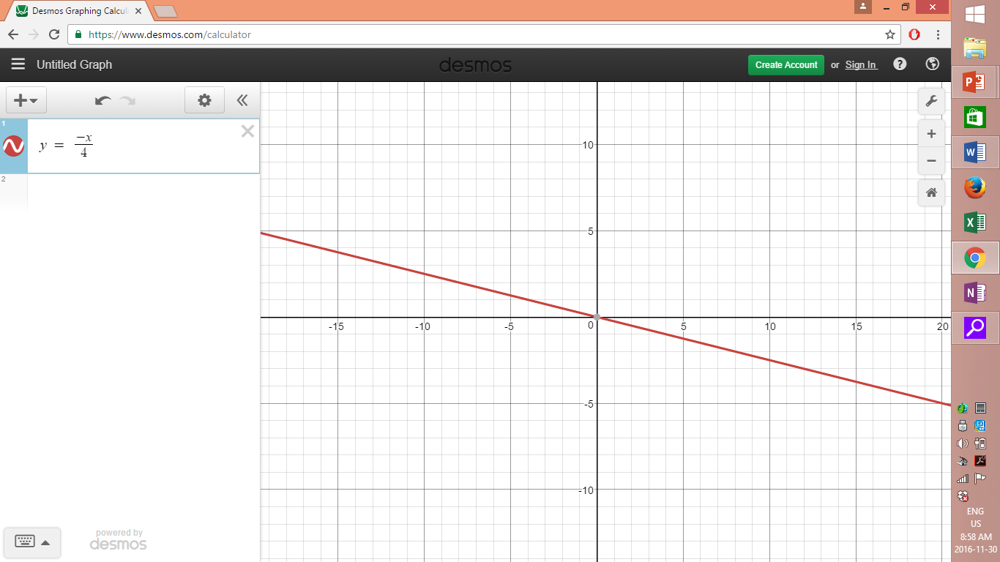 Desmos Graphing Calcul
https://www.desmos.com/calculator
Untitled Graph
desmos
Create Account or Sign In ?
1
y = -x/4
2
10
5
-15 -10 -5 0 5 10 15 20
-5
-10
powered by
desmos
ENG
US
8:58 AM
2016-11-30